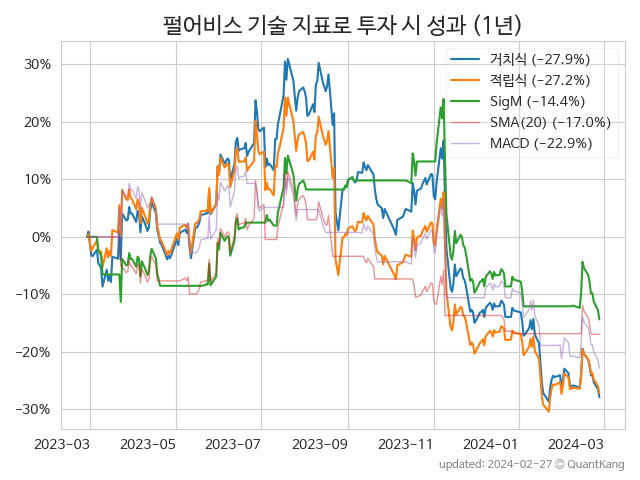 펄어비스 기술 지표로 투자 시 성과 (1년)
거치식 (−27.9%)
적립식 (−27.2%)
SigM (−14.4%)
SMA(20) (−17.0%)
MACD (−22.9%)
30%
20%
10%
0%
−10%
−20%
−30%
2023-03 2023-05 2023-07 2023-09 2023-11 2024-01 2024-03
updated: 2024-02-27 © QuantKang